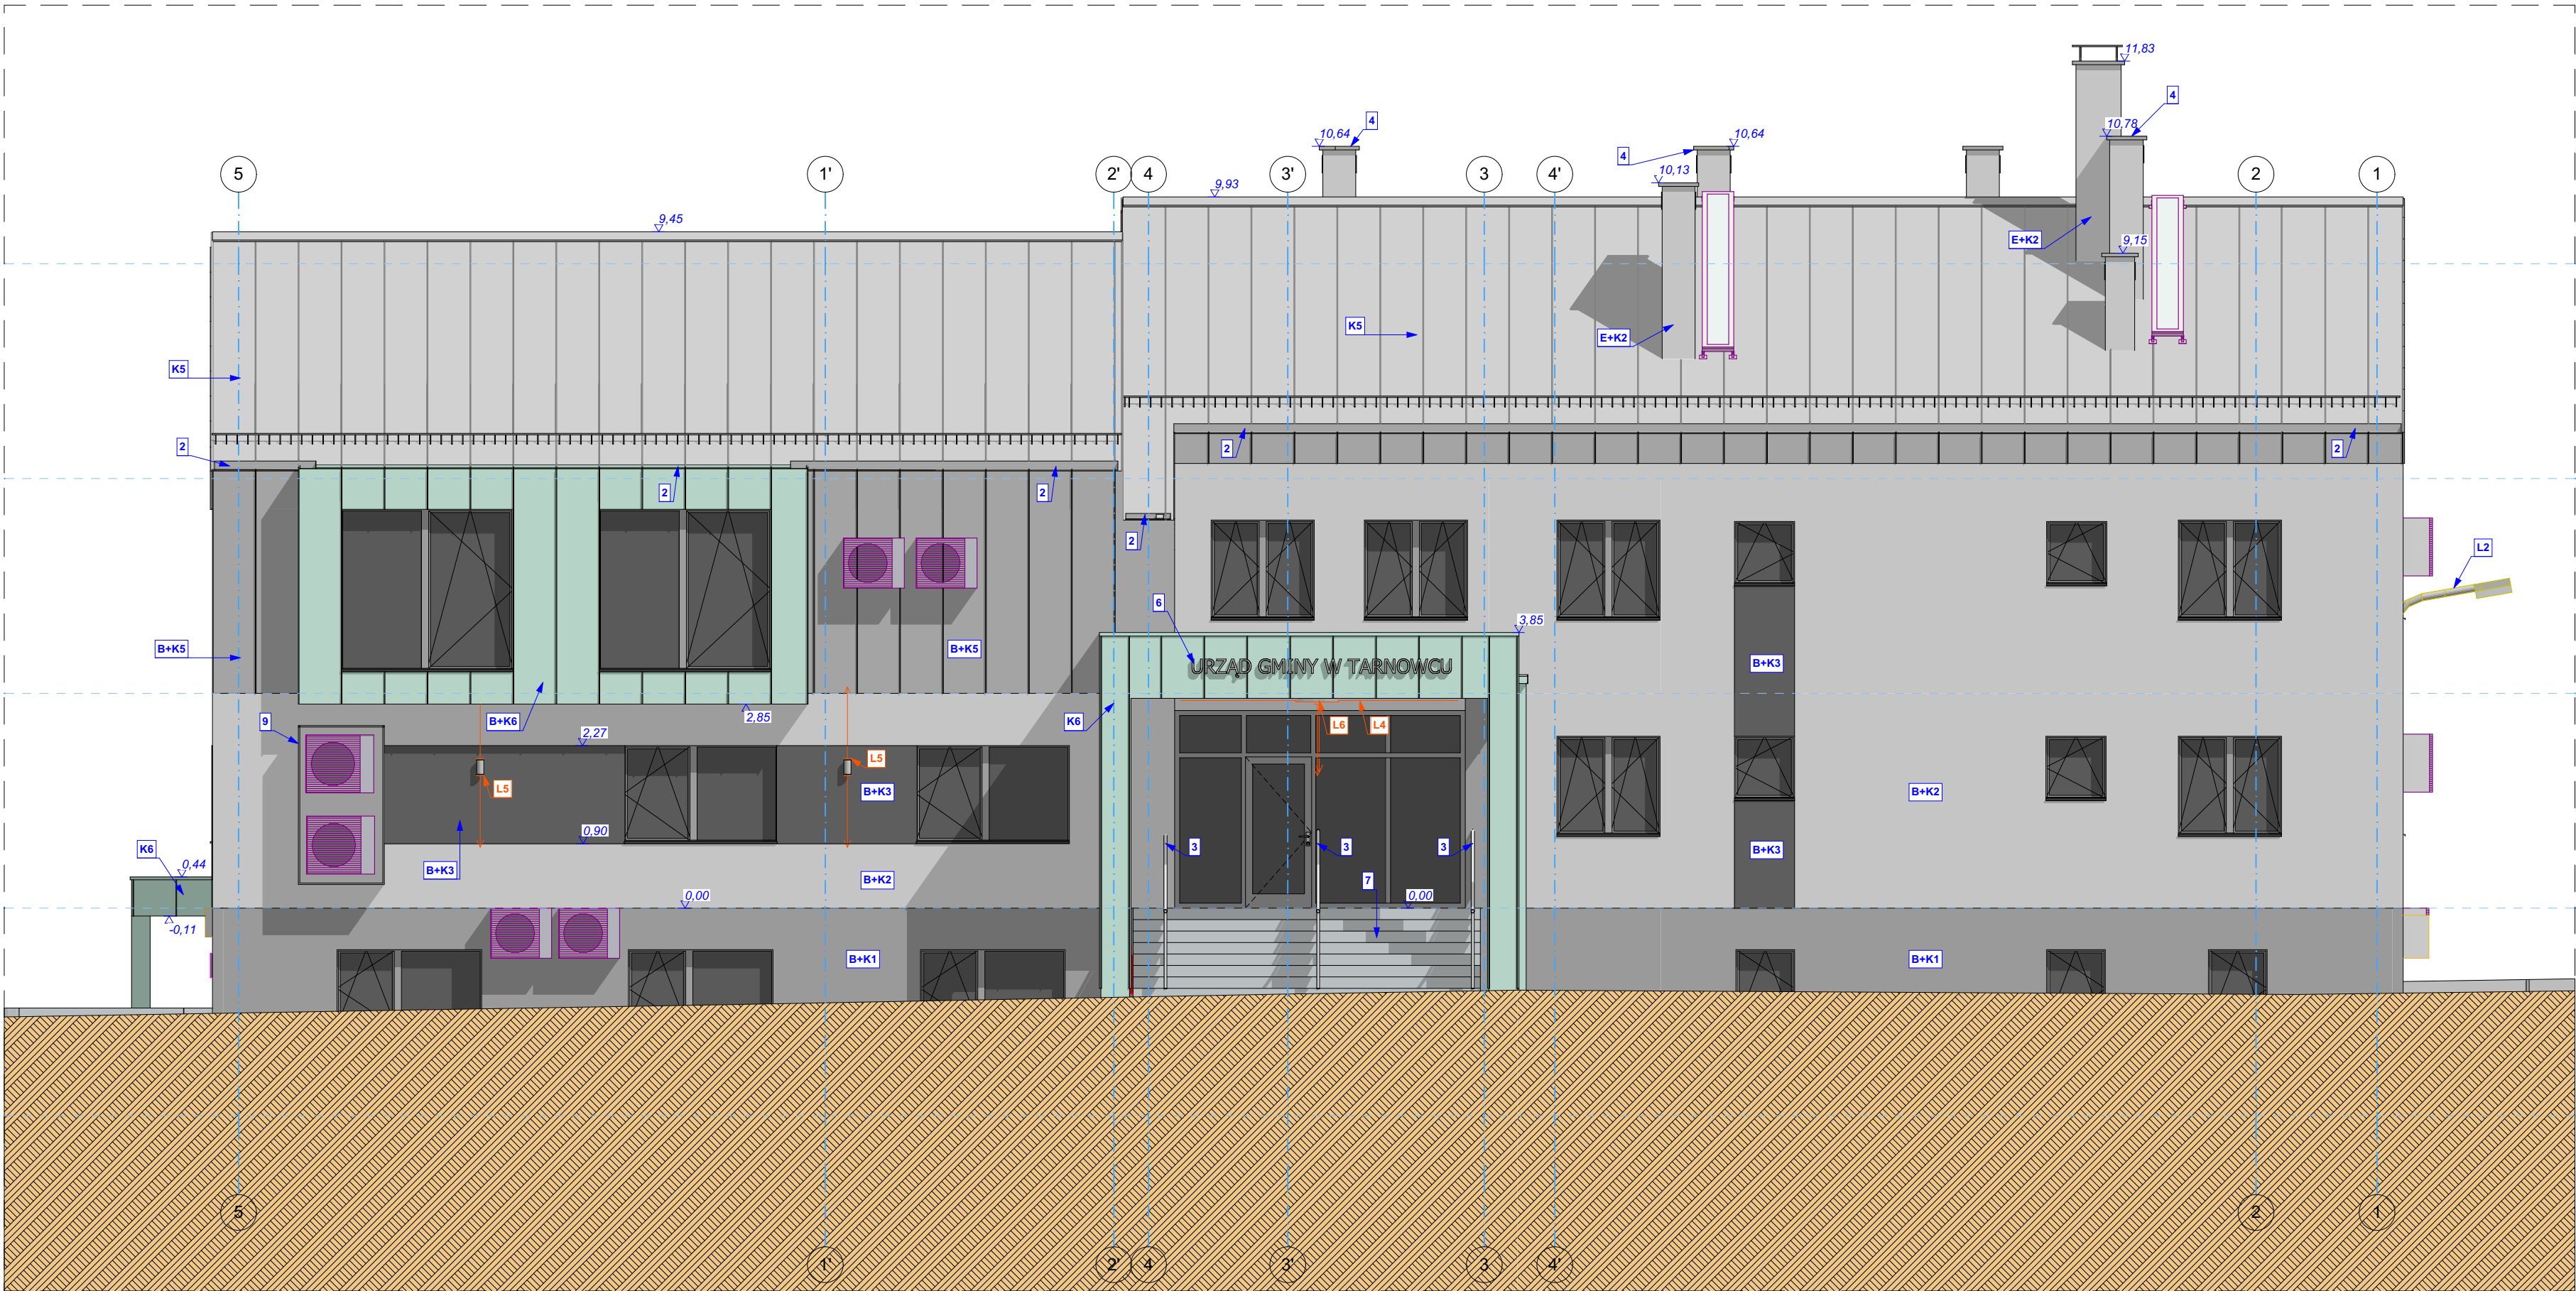 11,83
4
10,78
4
10,64
10,64
4
10,13
5
1'
2'
4
3'
3
4'
2
1
9,93
9,45
E+K2
9,15
K5
E+K2
K5
2
2
2
2
2
2
L2
6
3,85
B+K5
B+K5
URZĄD GMINY W TARNOWCU
B+K3
9
B+K6
2,85
K6
L6
L4
2,27
L5
L5
B+K3
B+K2
0,90
K6
3
3
3
B+K3
0,44
B+K3
B+K2
7
0,00
0,00
-0,11
B+K1
B+K1
5
2
1
1'
2'
4
3'
3
4'